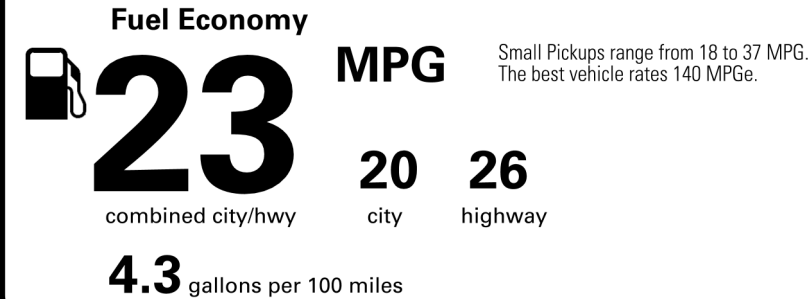 Fuel Economy
23 MPG
Small Pickups range from 18 to 37 MPG.
The best vehicle rates 140 MPGe.
combined city/hwy
20 city
26 highway
4.3 gallons per 100 miles